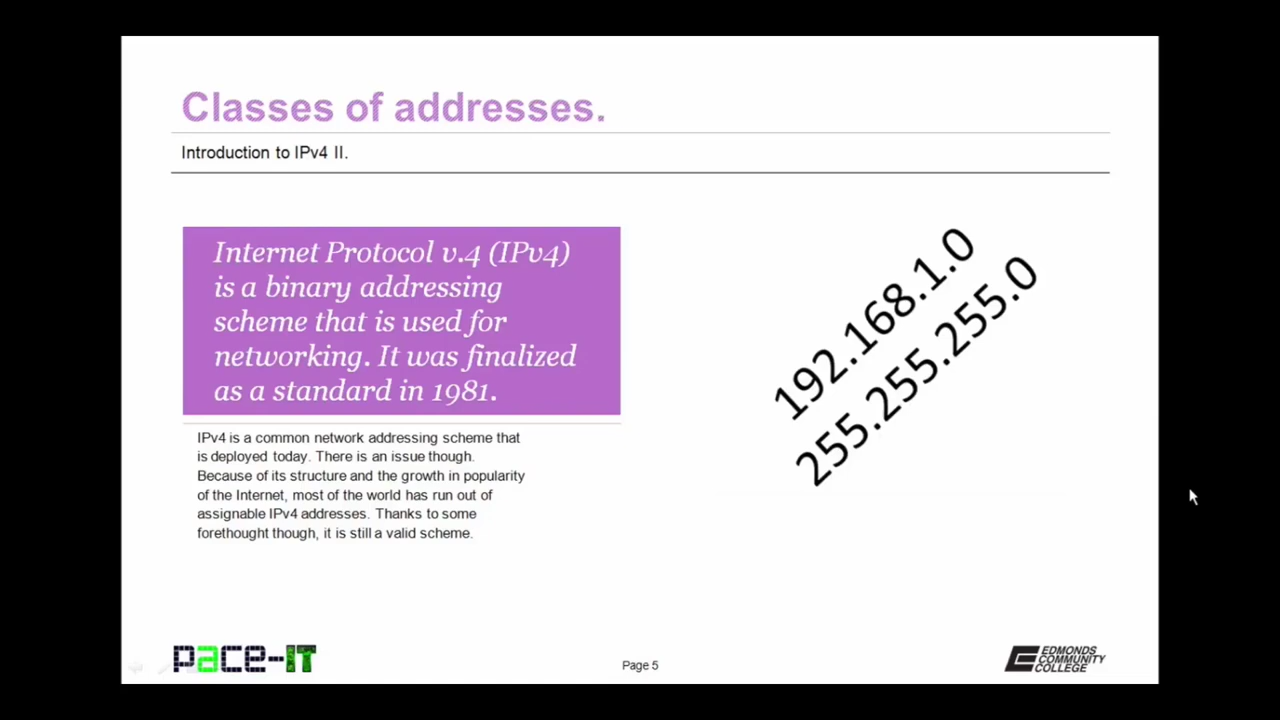 Classes of addresses.
Introduction to IPv4 II.
Internet Protocol v.4 (IPv4)
is a binary addressing
scheme that is used for
networking. It was finalized
as a standard in 1981.
IPv4 is a common network addressing scheme that
is deployed today. There is an issue though.
Because of its structure and the growth in popularity
of the Internet, most of the world has run out of
assignable IPv4 addresses. Thanks to some
forethought though, it is still a valid scheme.
192.168.1.0
255.255.255.0
pace-IT
Page 5
EDMONDS
COMMUNITY
COLLEGE